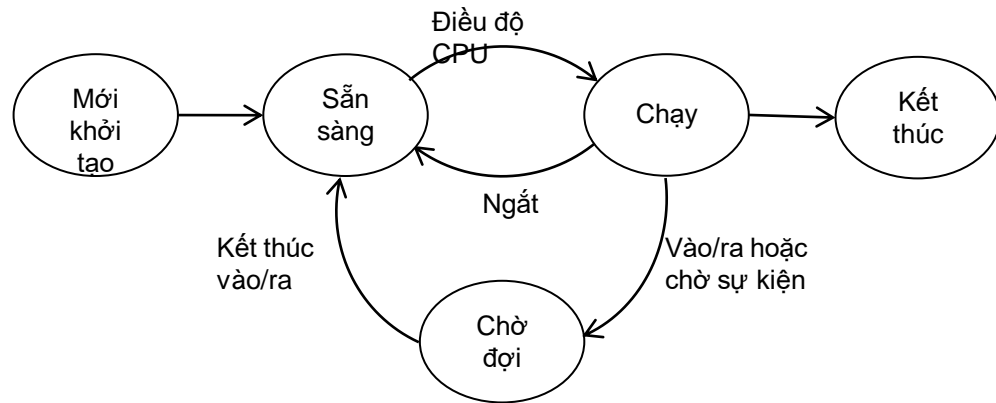 Điều độ
CPU
Mới
khởi
tạo
Sẵn
sàng
Chạy
Kết
thúc
Ngắt
Kết thúc
vào/ra
Vào/ra hoặc
chờ sự kiện
Chờ
đợi